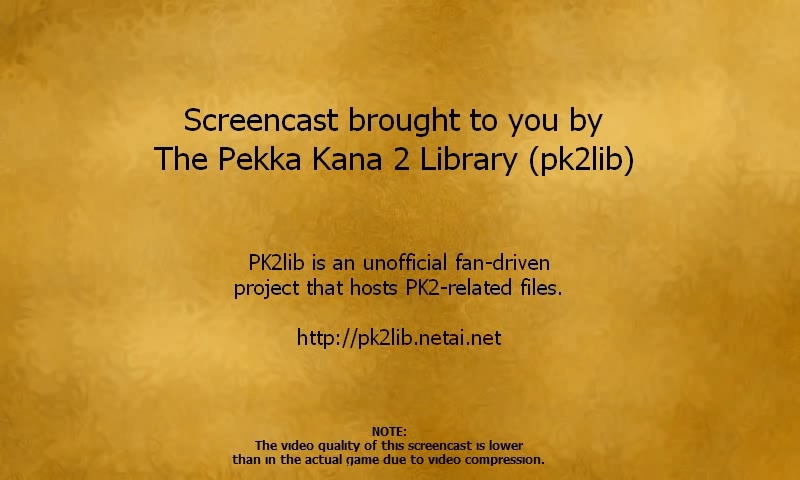 Screencast brought to you by
The Pekka Kana 2 Library (pk2lib)
PK2lib is an unofficial fan-driven
project that hosts PK2-related files.
http://pk2lib.netai.net
NOTE:
The video quality of this screencast is lower
than in the actual game due to video compression.